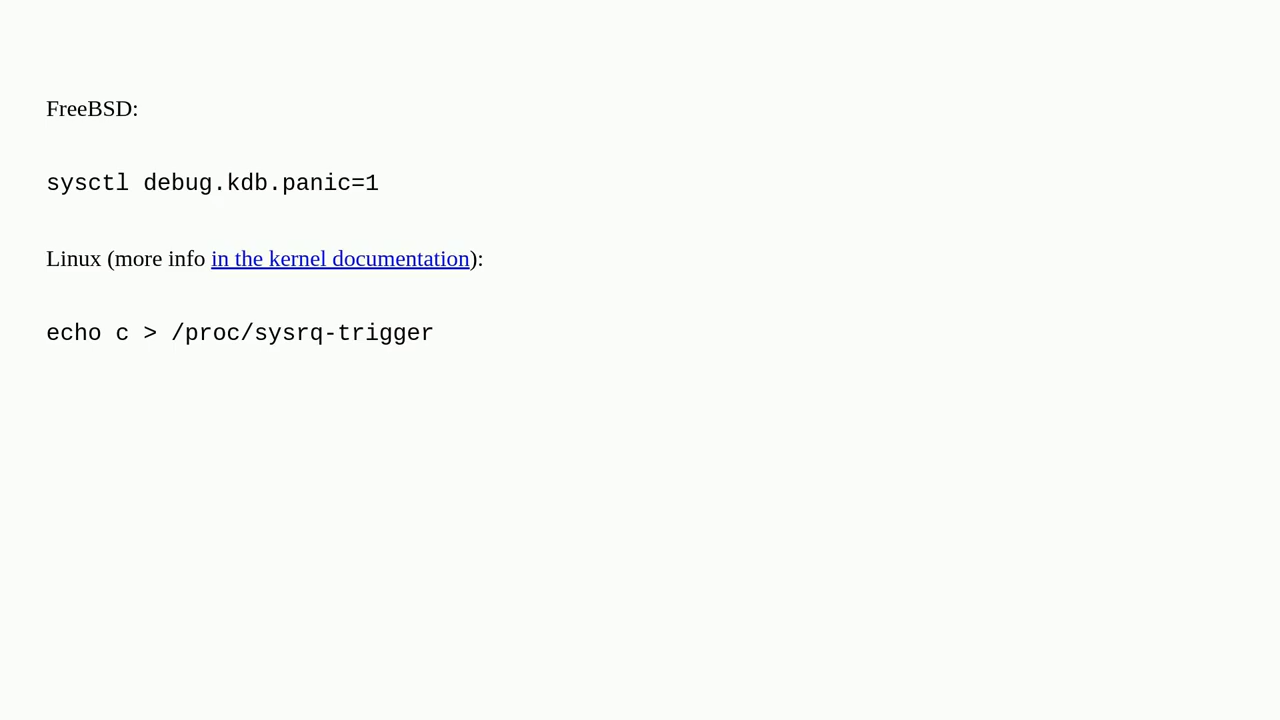 FreeBSD:
sysctl debug.kdb.panic=1
Linux (more info in the kernel documentation):
echo c > /proc/sysrq-trigger